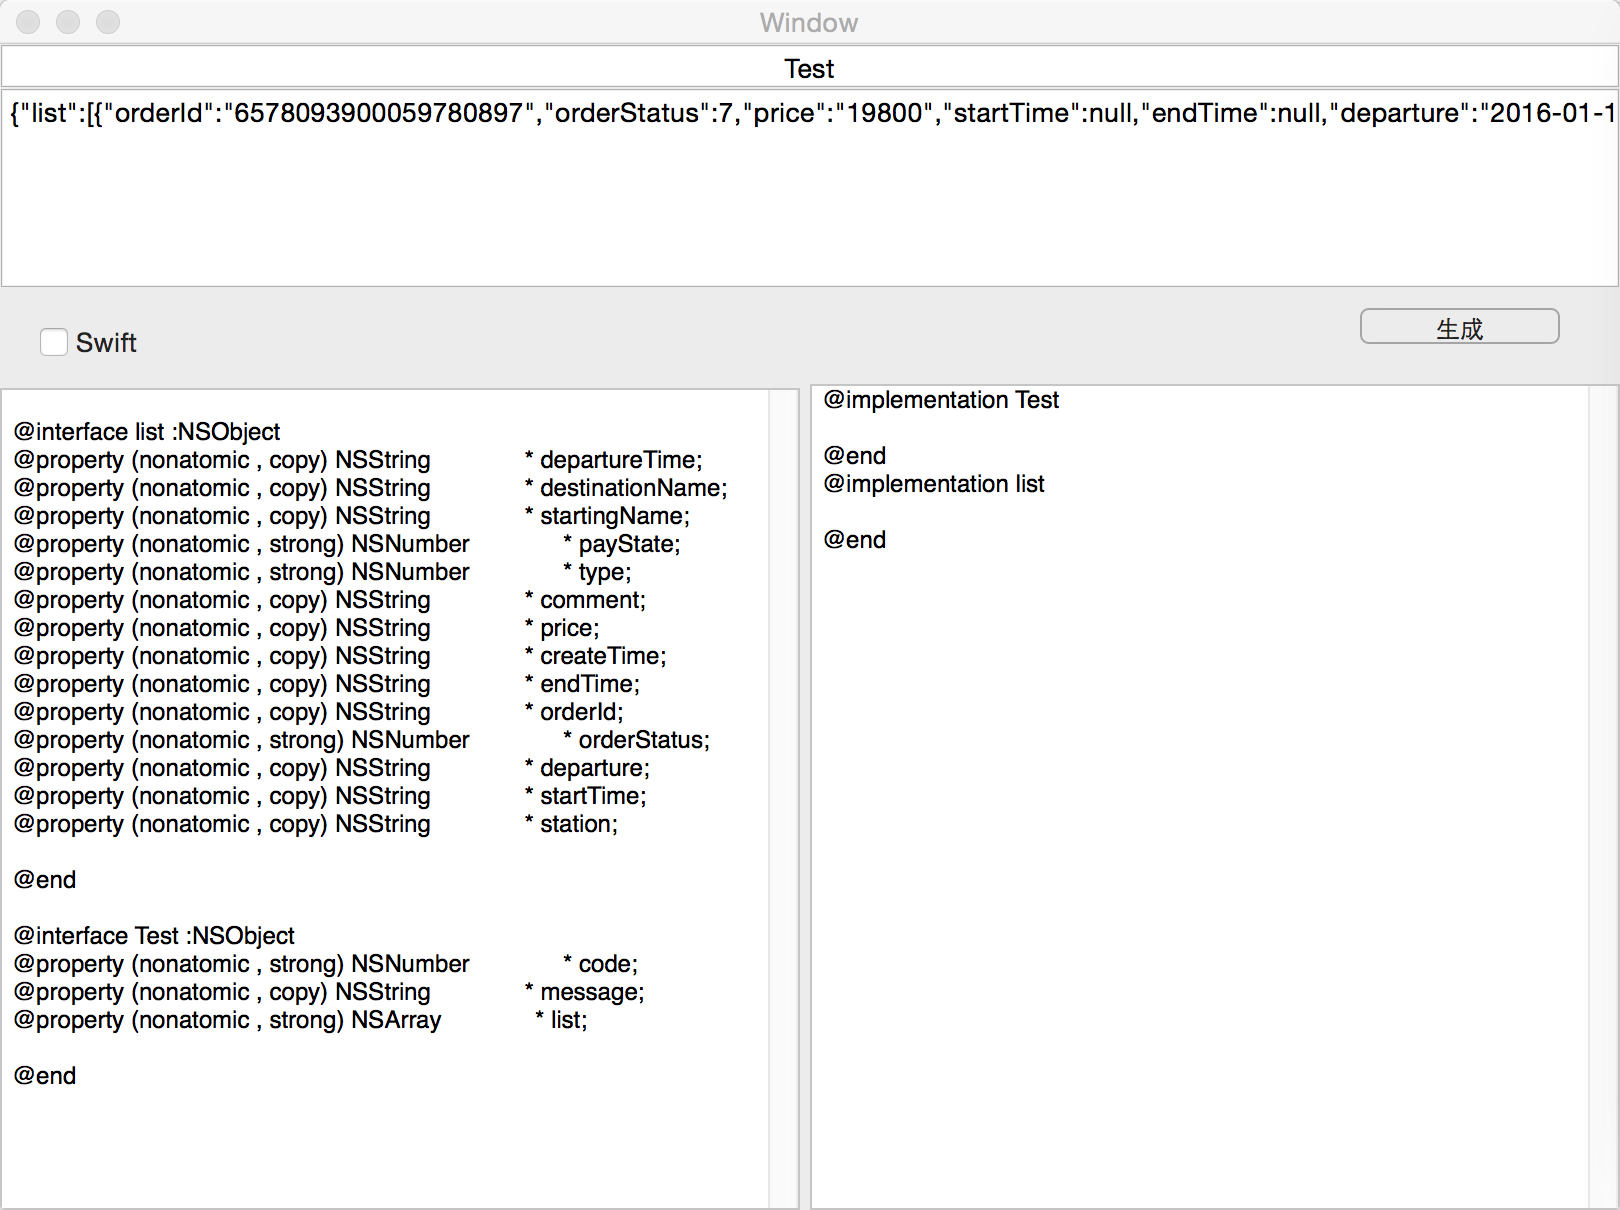 Window
Test
{"list":[{"orderId":"6578093900059780897","orderStatus":7,"price":"19800","startTime":null,"endTime":null,"departure":"2016-01-1
Swift
生成
@interface list :NSObject
@property (nonatomic , copy) NSString * departureTime;
@property (nonatomic , copy) NSString * destinationName;
@property (nonatomic , copy) NSString * startingName;
@property (nonatomic , strong) NSNumber * payState;
@property (nonatomic , strong) NSNumber * type;
@property (nonatomic , copy) NSString * comment;
@property (nonatomic , copy) NSString * price;
@property (nonatomic , copy) NSString * createTime;
@property (nonatomic , copy) NSString * endTime;
@property (nonatomic , copy) NSString * orderId;
@property (nonatomic , strong) NSNumber * orderStatus;
@property (nonatomic , copy) NSString * departure;
@property (nonatomic , copy) NSString * startTime;
@property (nonatomic , copy) NSString * station;
@end
@interface Test :NSObject
@property (nonatomic , strong) NSNumber * code;
@property (nonatomic , copy) NSString * message;
@property (nonatomic , strong) NSArray * list;
@end
@implementation Test
@end
@implementation list
@end